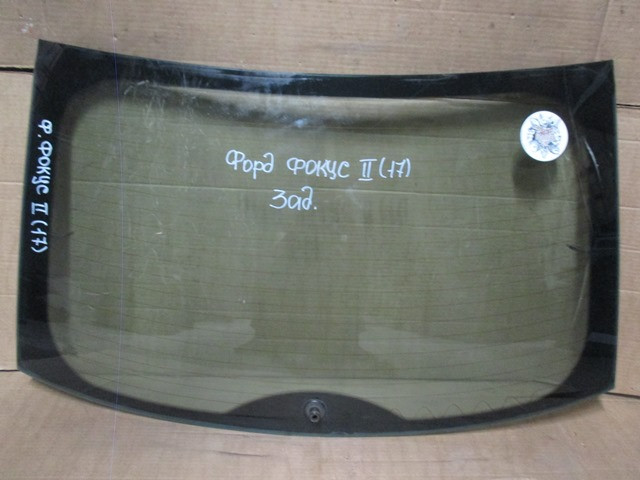 Форд Фокус II (17)
Зад.
Ф. Фокус II (17)